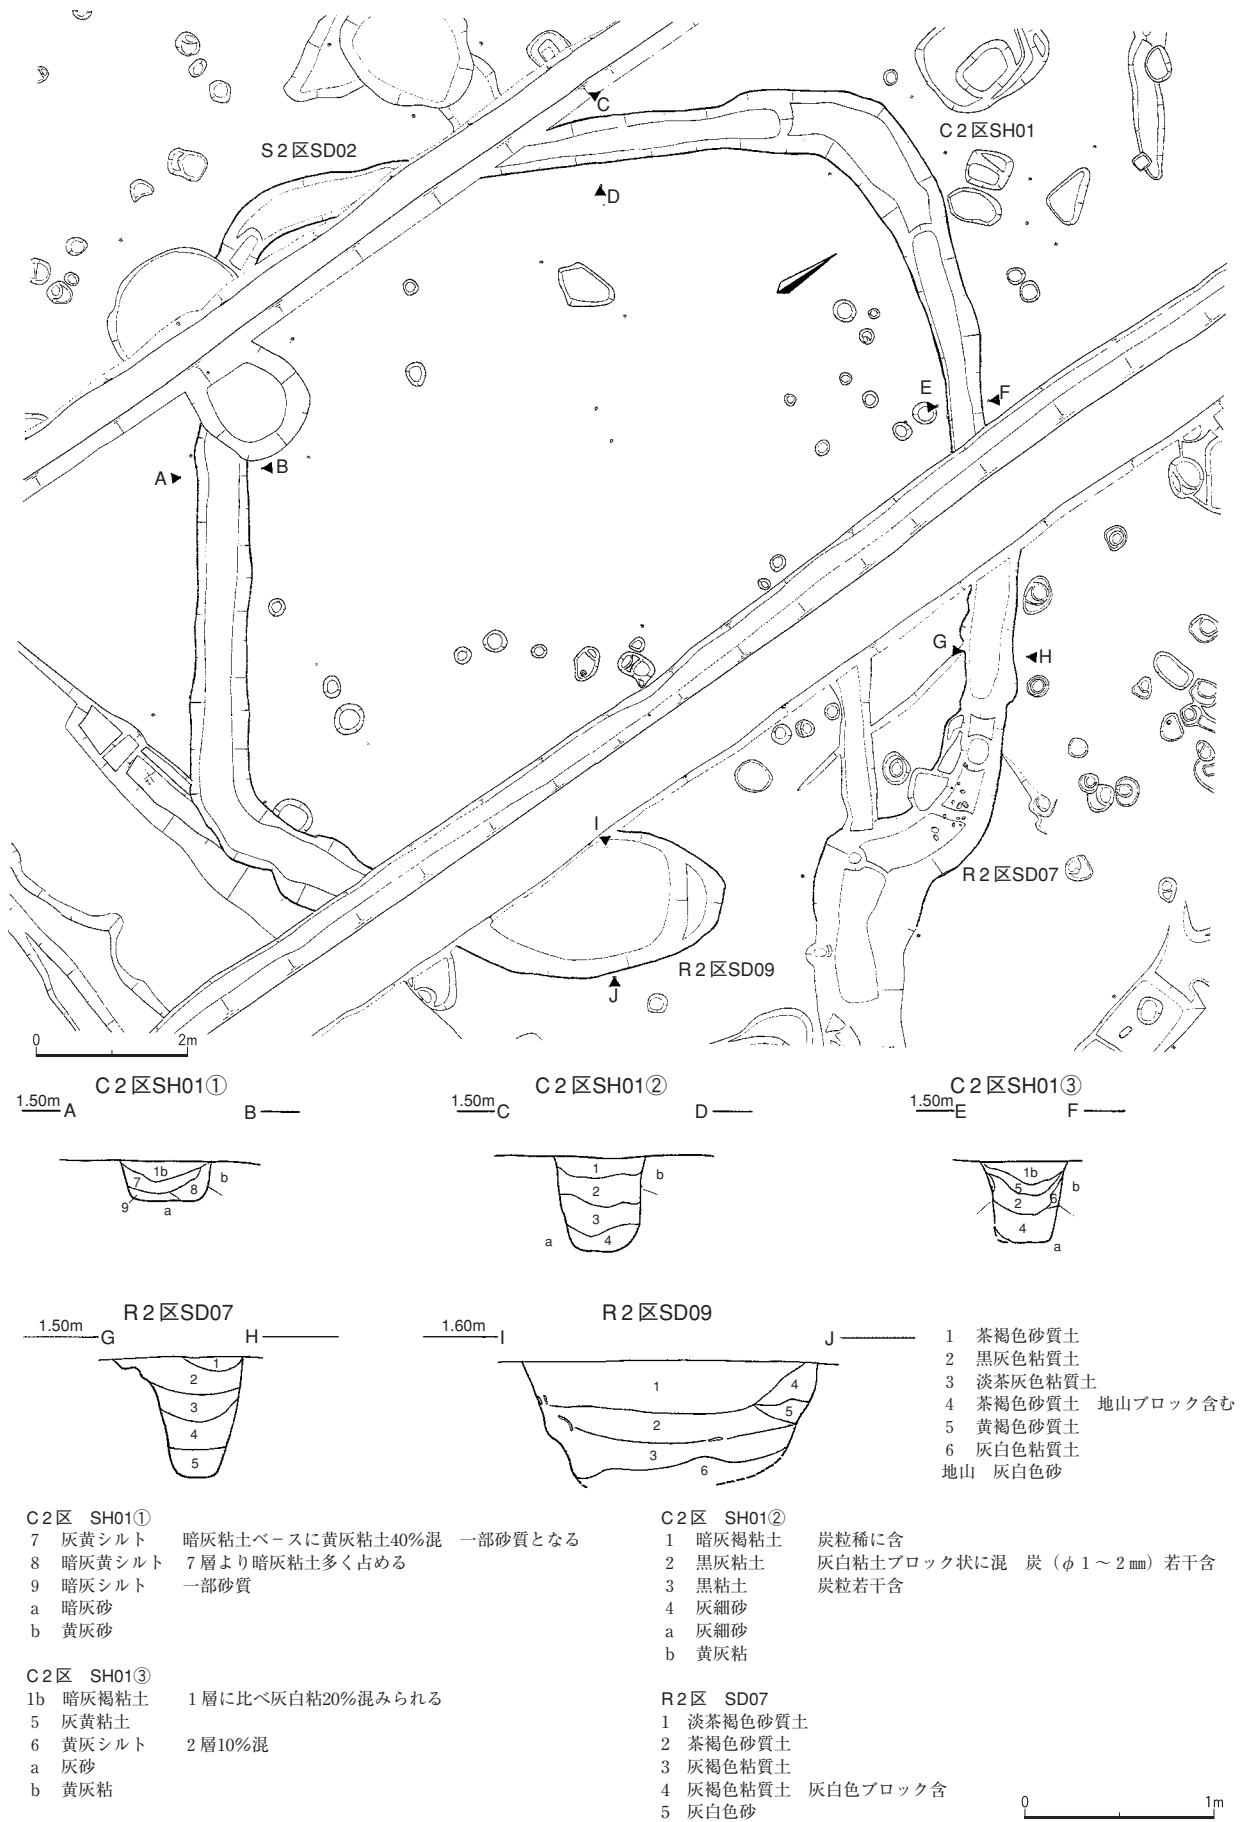 C
C2区SH01
S2区SD02
D
E
F
A
B
G
H
I
R2区SD07
R2区SD09
J
0 2m
C2区SH01①
1.50m A B
C2区SH01②
1.50m C D
C2区SH01③
1.50m E F
1b
7
8
9
a
b
1
2
3
4
a
b
1b
5
2
6
4
a
b
R2区SD07
1.50m G H
R2区SD09
1.60m I J
1
2
3
4
5
1
2
3
4
5
6
1 茶褐色砂質土
2 黒灰色粘質土
3 淡茶灰色粘質土
4 茶褐色砂質土 地山ブロック含む
5 黄褐色砂質土
6 灰白色粘質土
地山 灰白色砂
C2区 SH01①
7 灰黄シルト 暗灰粘土ベースに黄灰粘土40%混 一部砂質となる
8 暗灰黄シルト 7層より暗灰粘土多く占める
9 暗灰シルト 一部砂質
a 暗灰砂
b 黄灰砂
C2区 SH01③
1b 暗灰褐粘土 1層に比べ灰白粘20%混みられる
5 灰黄粘土
6 黄灰シルト 2層10%混
a 灰砂
b 黄灰粘
C2区 SH01②
1 暗灰褐粘土 炭粒稀に含
2 黒灰粘土 灰白粘土ブロック状に混 炭（φ1～2㎜）若干含
3 黒粘土 炭粒若干含
4 灰細砂
a 灰細砂
b 黄灰粘
R2区 SD07
1 淡茶褐色砂質土
2 茶褐色砂質土
3 灰褐色粘質土
4 灰褐色粘質土 灰白色ブロック含
5 灰白色砂
0 1m